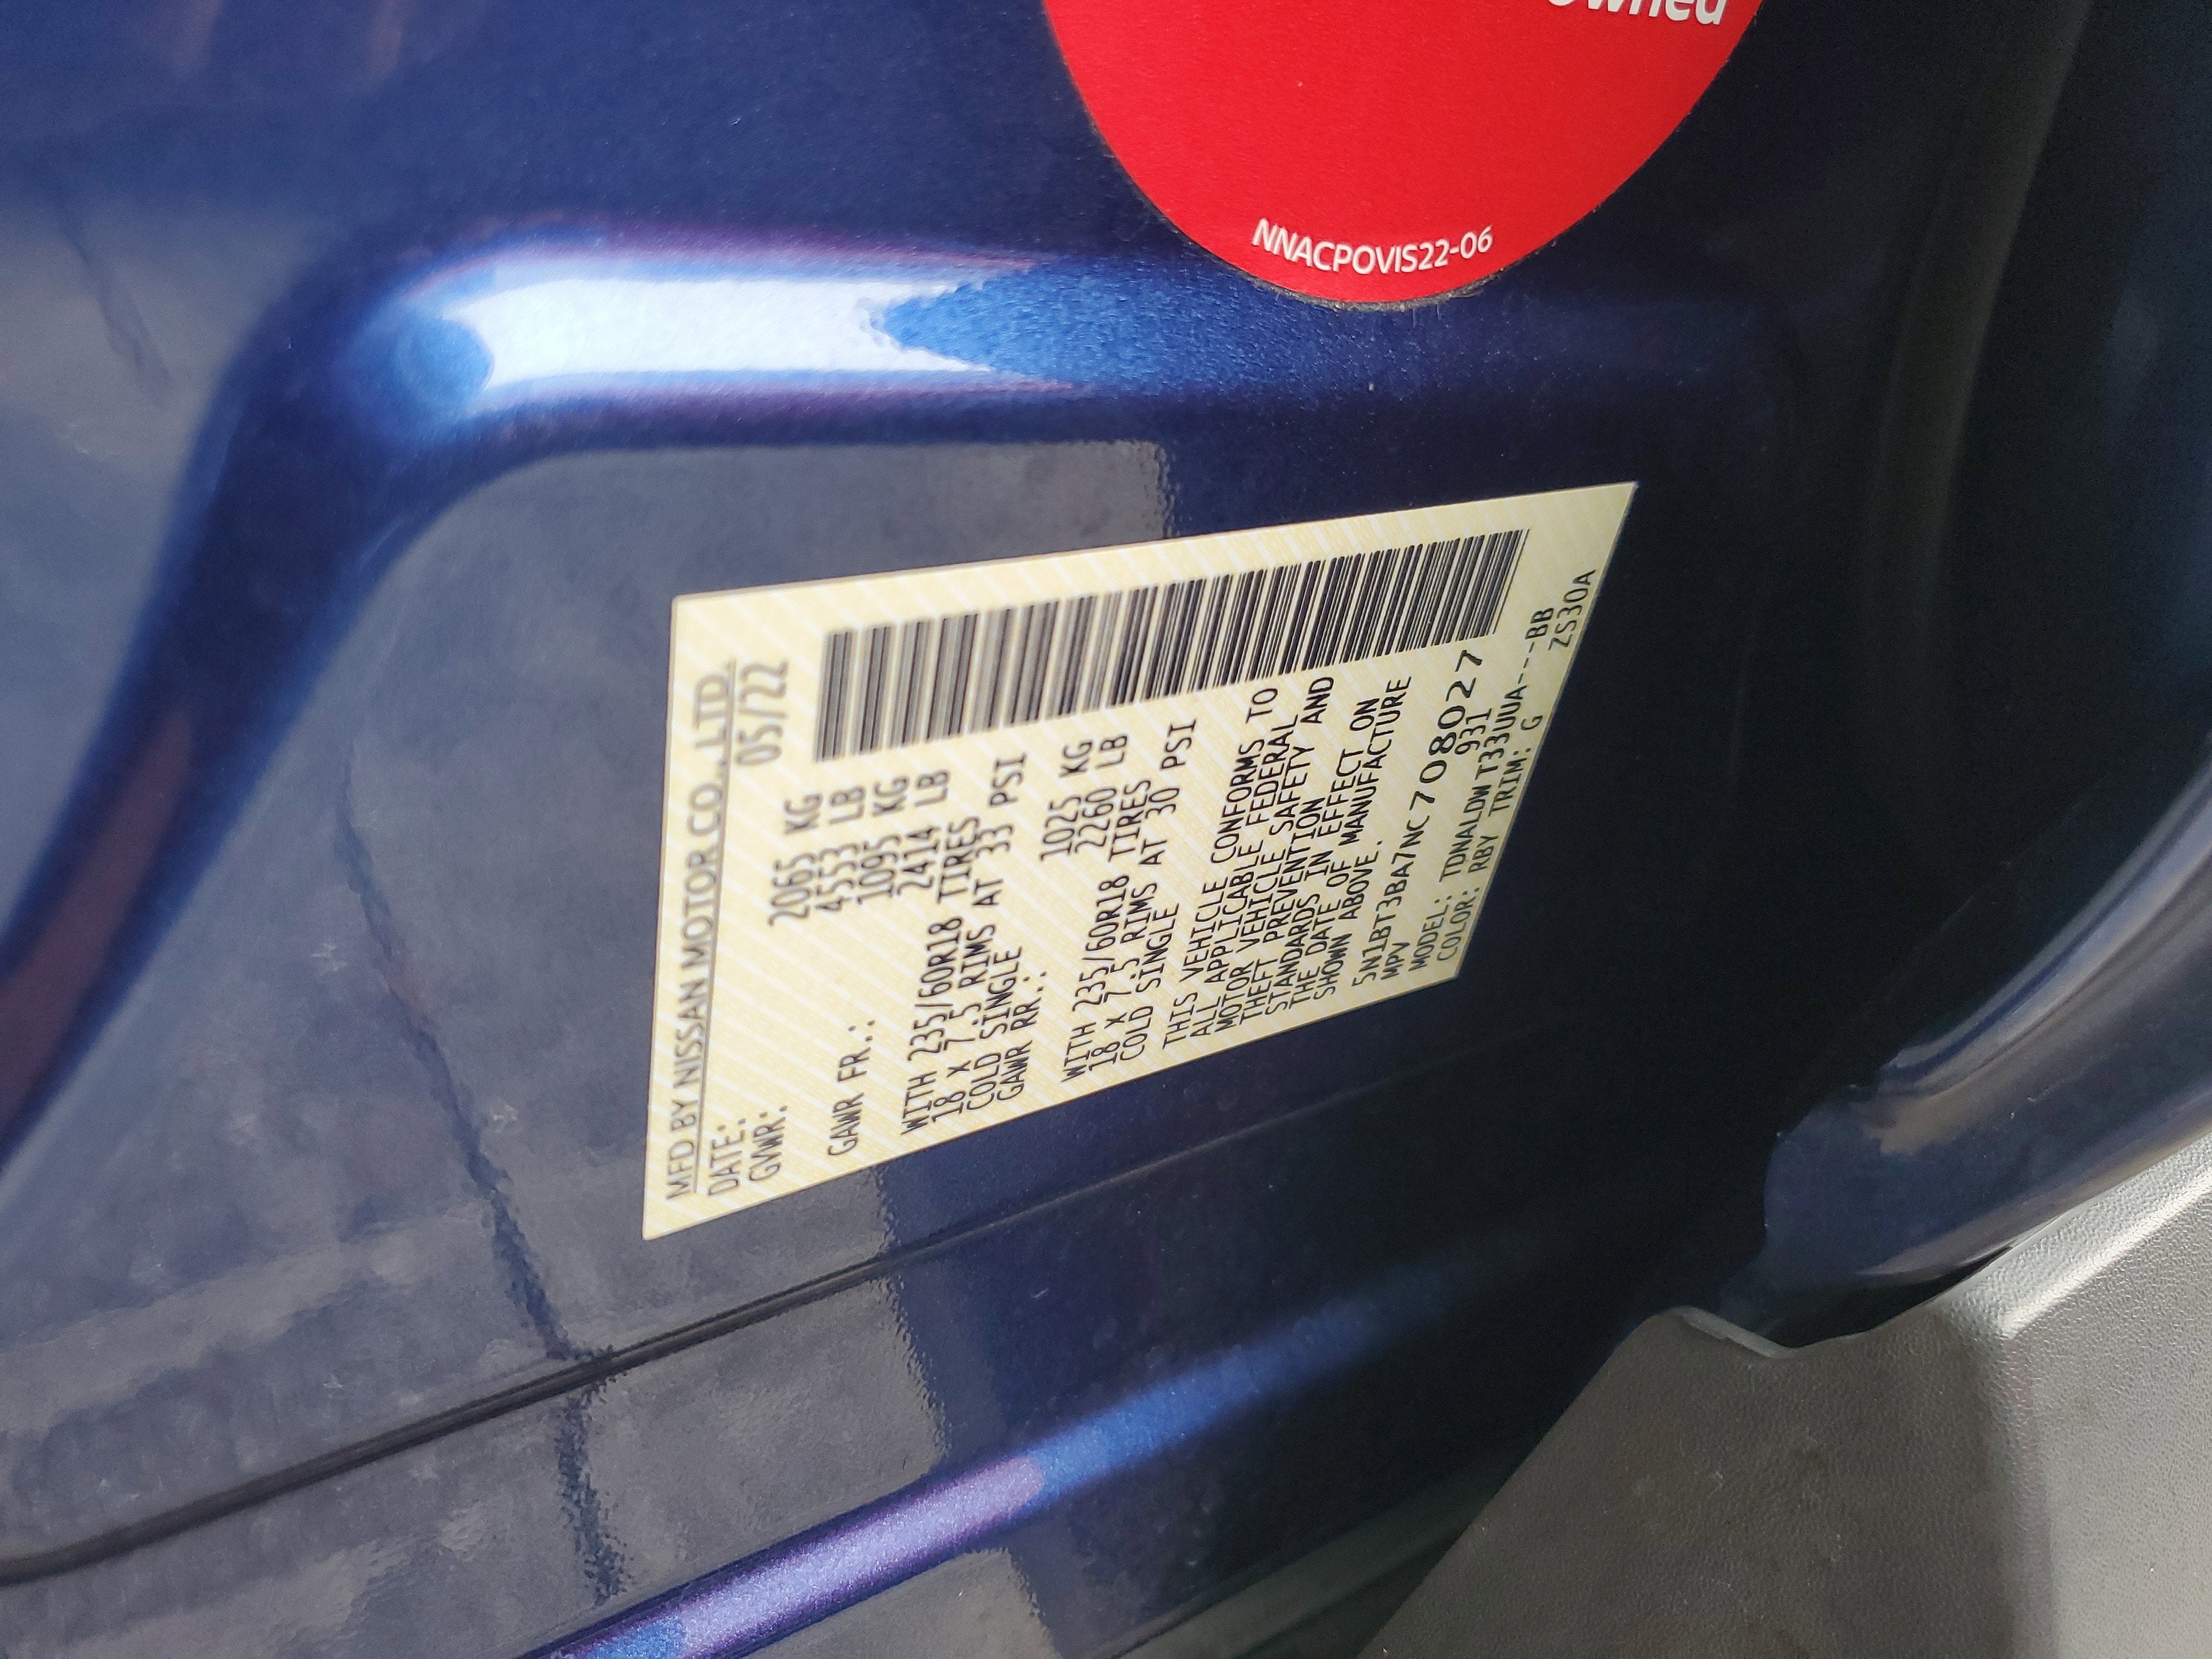 owned
NNACPOVIS22-06
MFD BY NISSAN MOTOR CO.,LTD.
DATE: 05/22
GVWR: 2065 KG
4553 LB
GAWR FR.: 1095 KG
2414 LB
WITH 235/60R18 TIRES
18 X 7.5 RIMS AT 33 PSI
COLD SINGLE
GAWR RR.: 1025 KG
2260 LB
WITH 235/60R18 TIRES
18 X 7.5 RIMS AT 30 PSI
COLD SINGLE
THIS VEHICLE CONFORMS TO
ALL APPLICABLE FEDERAL
MOTOR VEHICLE SAFETY AND
THEFT PREVENTION
STANDARDS IN EFFECT ON
THE DATE OF MANUFACTURE
SHOWN ABOVE.
5N1BT3BA7NC708027
MPV 931
MODEL: TDNALDWT33UUA---BB
COLOR: RBY TRIM: G ZS30A